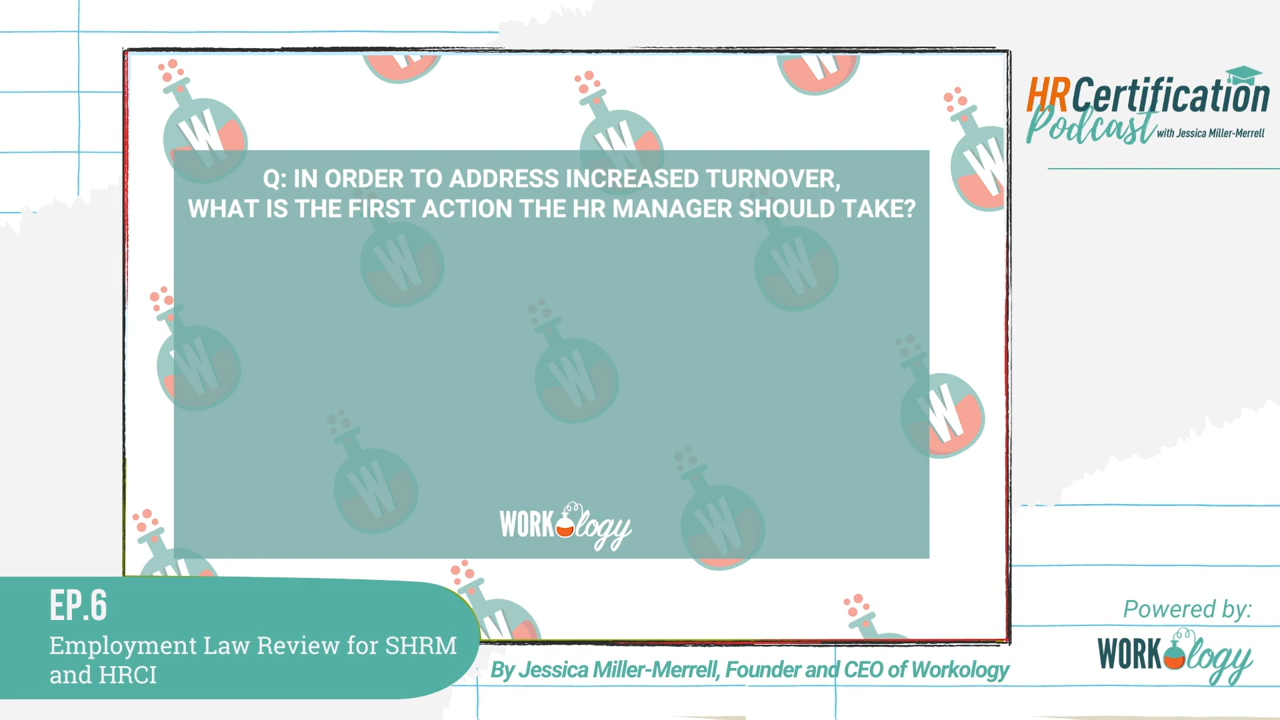 HRCertification
Podcast with Jessica Miller-Merrell
Q: IN ORDER TO ADDRESS INCREASED TURNOVER,
WHAT IS THE FIRST ACTION THE HR MANAGER SHOULD TAKE?
WORKology
EP.6
Employment Law Review for SHRM
and HRCI
By Jessica Miller-Merrell, Founder and CEO of Workology
Powered by:
WORKology
W
W
W
W
W
W
W
W
W
W
W
W